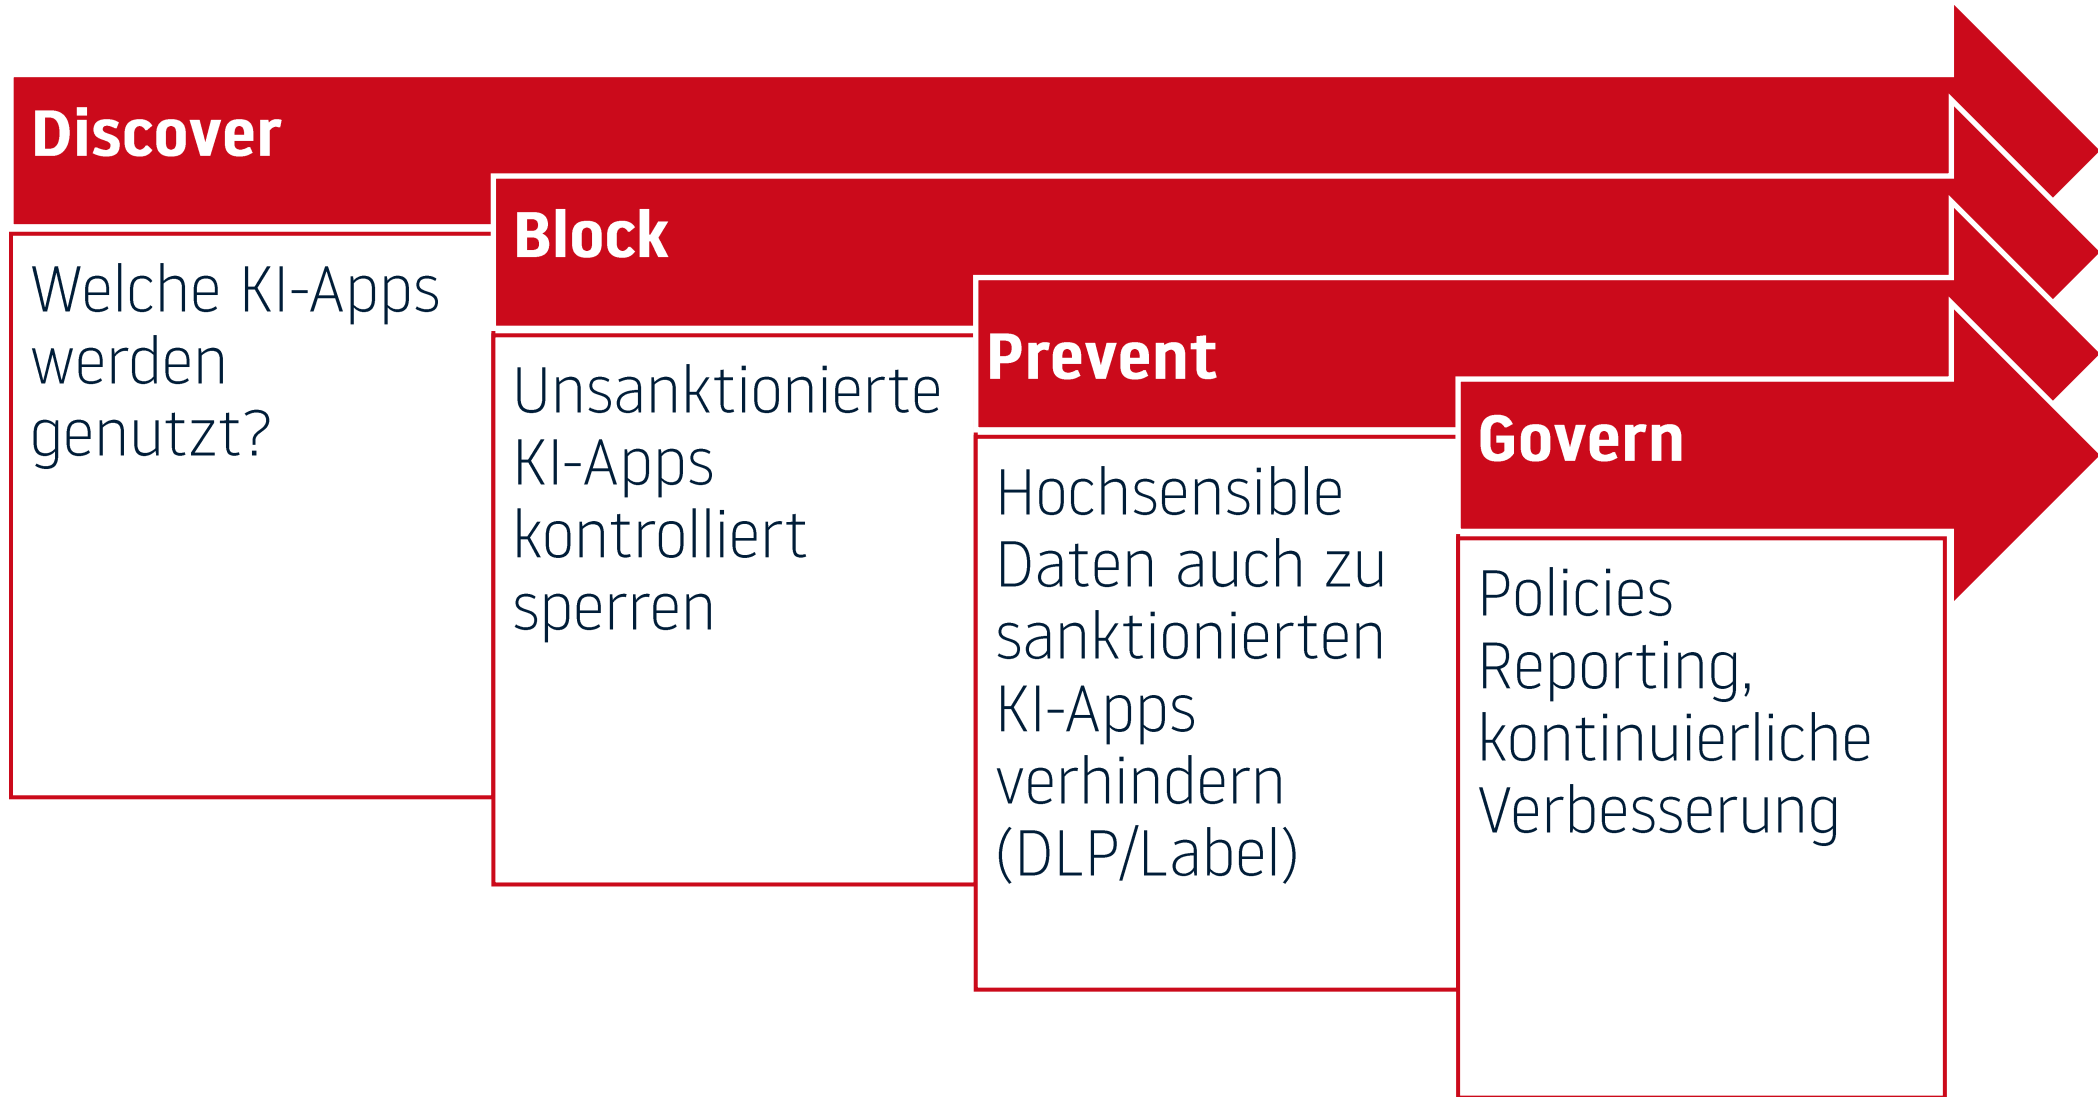 Discover
Welche KI-Apps
werden
genutzt?
Block
Unsanktionierte
KI-Apps
kontrolliert
sperren
Prevent
Hochsensible
Daten auch zu
sanktionierten
KI-Apps
verhindern
(DLP/Label)
Govern
Policies
Reporting,
kontinuierliche
Verbesserung